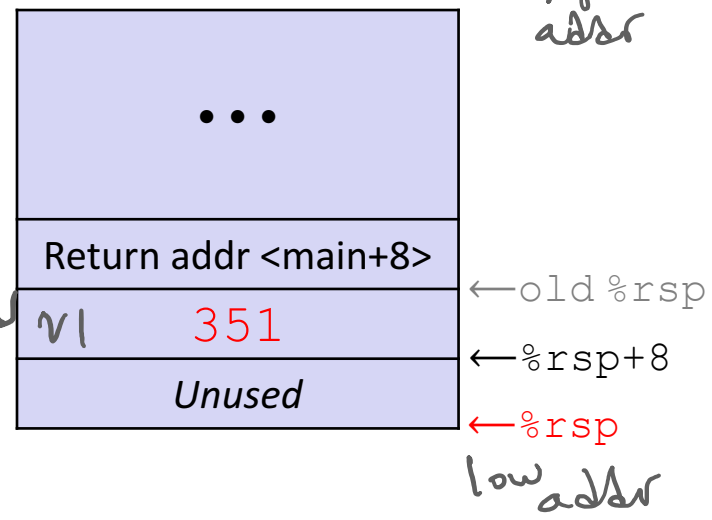 addr
• • •
Return addr <main+8>
←old %rsp
v1 351
←%rsp+8
Unused
←%rsp
low addr